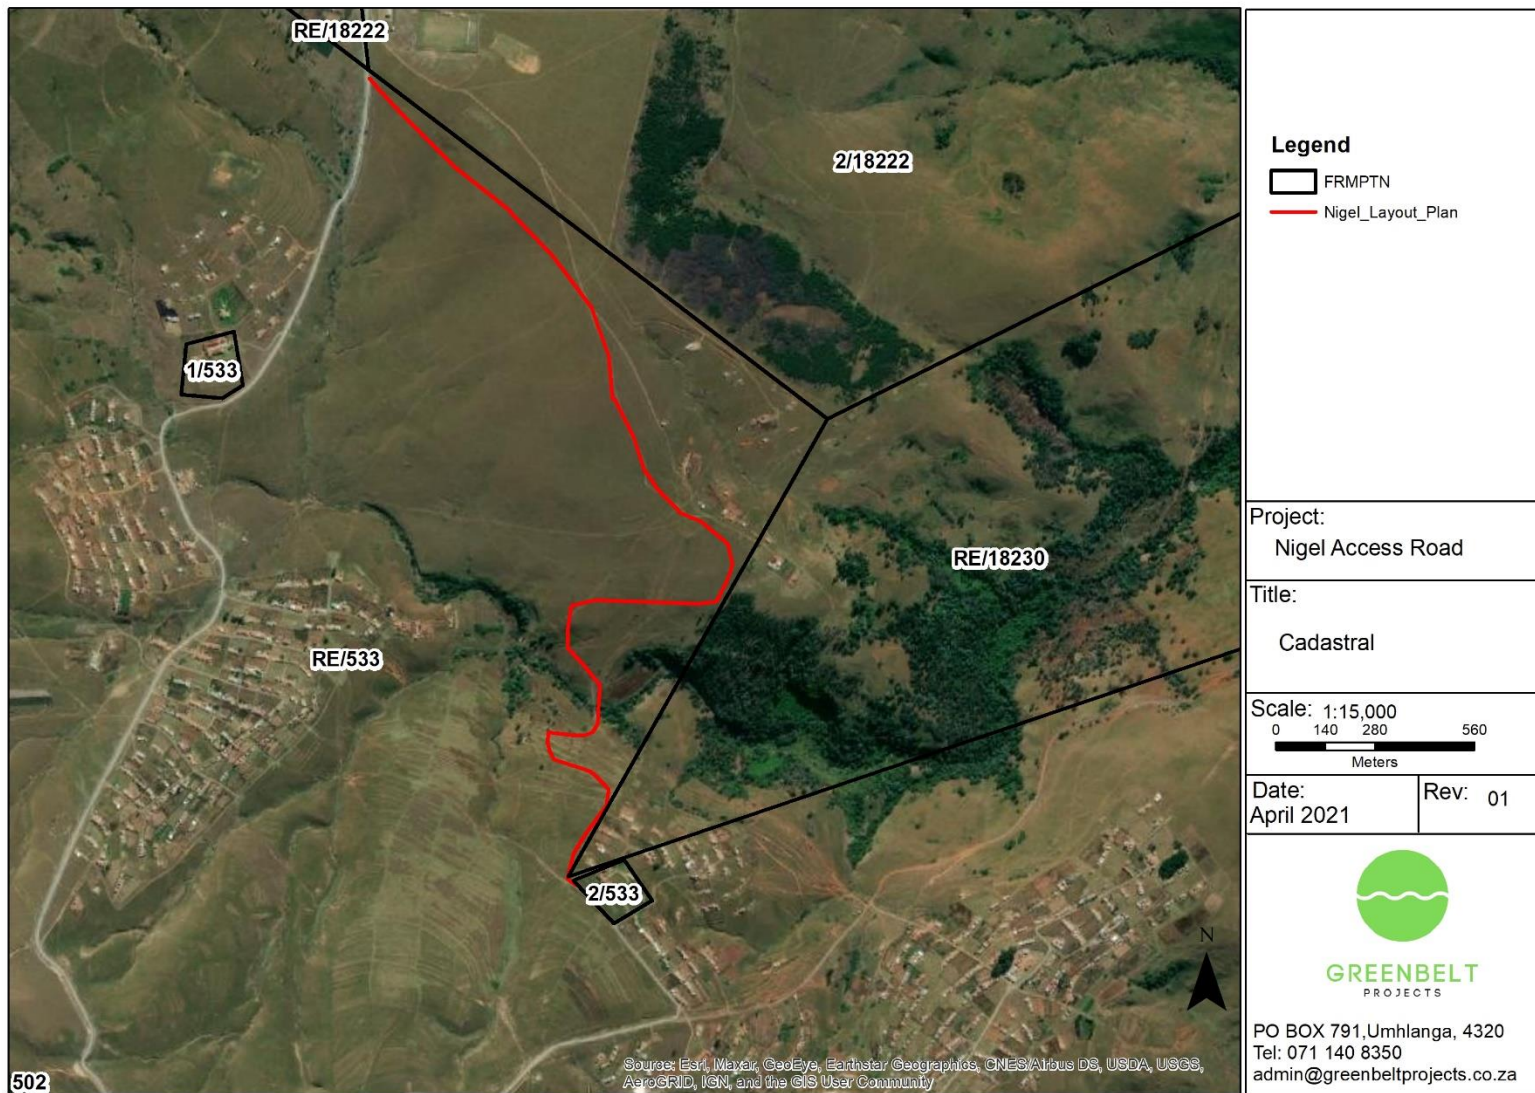 RE/18222
2/18222
1/533
RE/18230
RE/533
2/533
502
N
Source: Esri, Maxar, GeoEye, Earthstar Geographics, CNES/Airbus DS, USDA, USGS,
AeroGRID, IGN, and the GIS User Community
Legend
FRMPTN
Nigel_Layout_Plan
Project:
Nigel Access Road
Title:
Cadastral
Scale: 1:15,000
0 140 280 560
Meters
Date:
April 2021
Rev: 01
GREENBELT
PROJECTS
PO BOX 791,Umhlanga, 4320
Tel: 071 140 8350
admin@greenbeltprojects.co.za